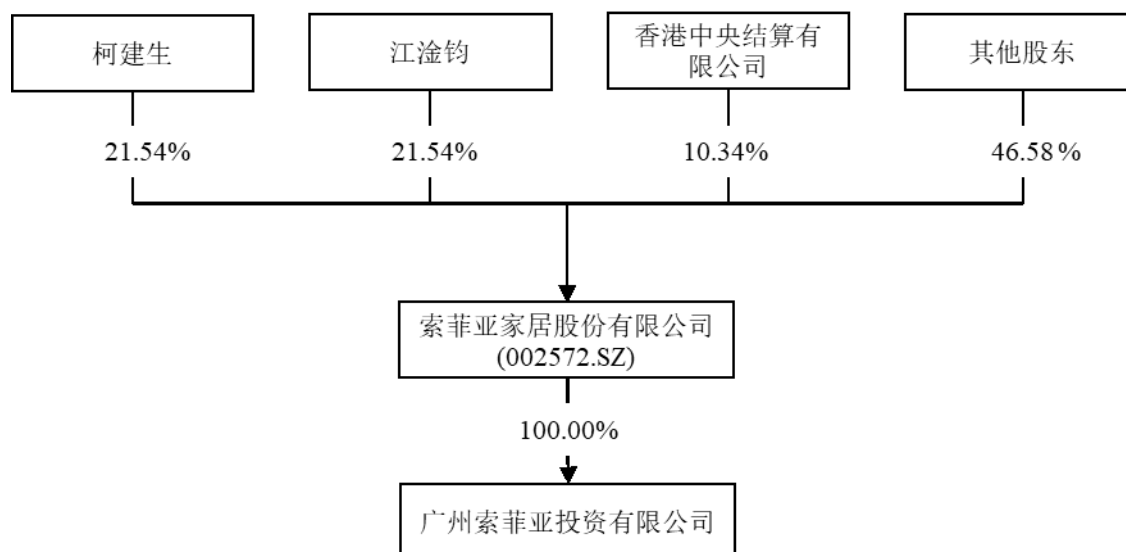 柯建生
江淦钧
香港中央结算有
限公司
其他股东
21.54%
21.54%
10.34%
46.58%
索菲亚家居股份有限公司
(002572.SZ)
100.00%
广州索菲亚投资有限公司